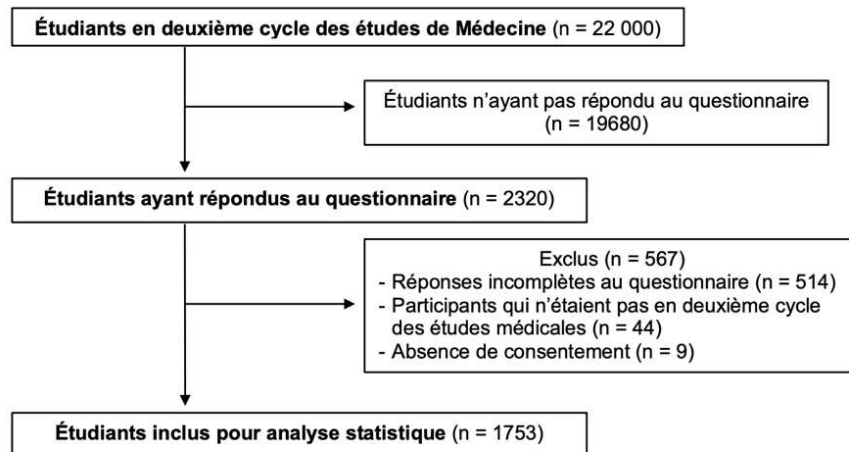 Étudiants en deuxième cycle des études de Médecine (n = 22 000)
Étudiants n’ayant pas répondu au questionnaire
(n = 19680)
Étudiants ayant répondus au questionnaire (n = 2320)
Exclus (n = 567)
- Réponses incomplètes au questionnaire (n = 514)
- Participants qui n’étaient pas en deuxième cycle
des études médicales (n = 44)
- Absence de consentement (n = 9)
Étudiants inclus pour analyse statistique (n = 1753)